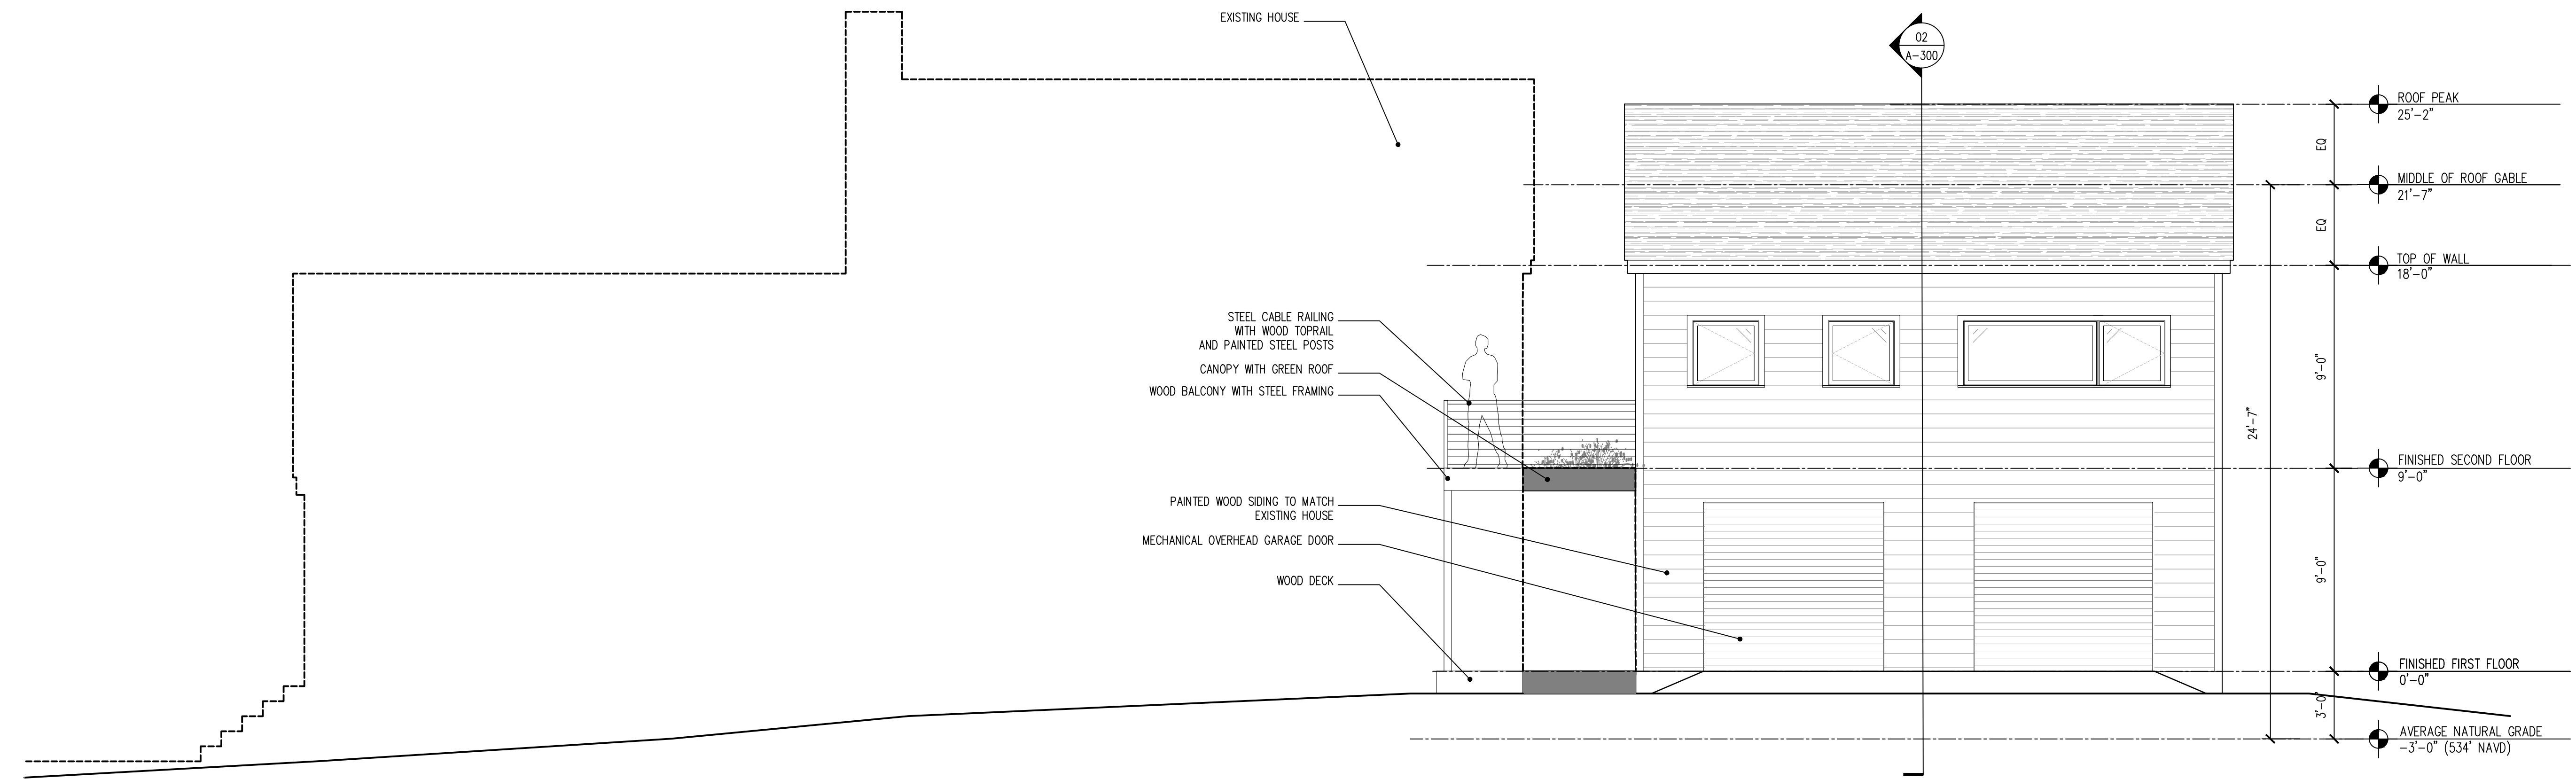 EXISTING HOUSE
02
A-300
ROOF PEAK
25'-2"
EQ
MIDDLE OF ROOF GABLE
21'-7"
EQ
TOP OF WALL
18'-0"
STEEL CABLE RAILING
WITH WOOD TOPRAIL
AND PAINTED STEEL POSTS
CANOPY WITH GREEN ROOF
WOOD BALCONY WITH STEEL FRAMING
9'-0"
24'-7"
FINISHED SECOND FLOOR
9'-0"
PAINTED WOOD SIDING TO MATCH
EXISTING HOUSE
MECHANICAL OVERHEAD GARAGE DOOR
WOOD DECK
9'-0"
FINISHED FIRST FLOOR
0'-0"
3'-0"
AVERAGE NATURAL GRADE
-3'-0" (534' NAVD)